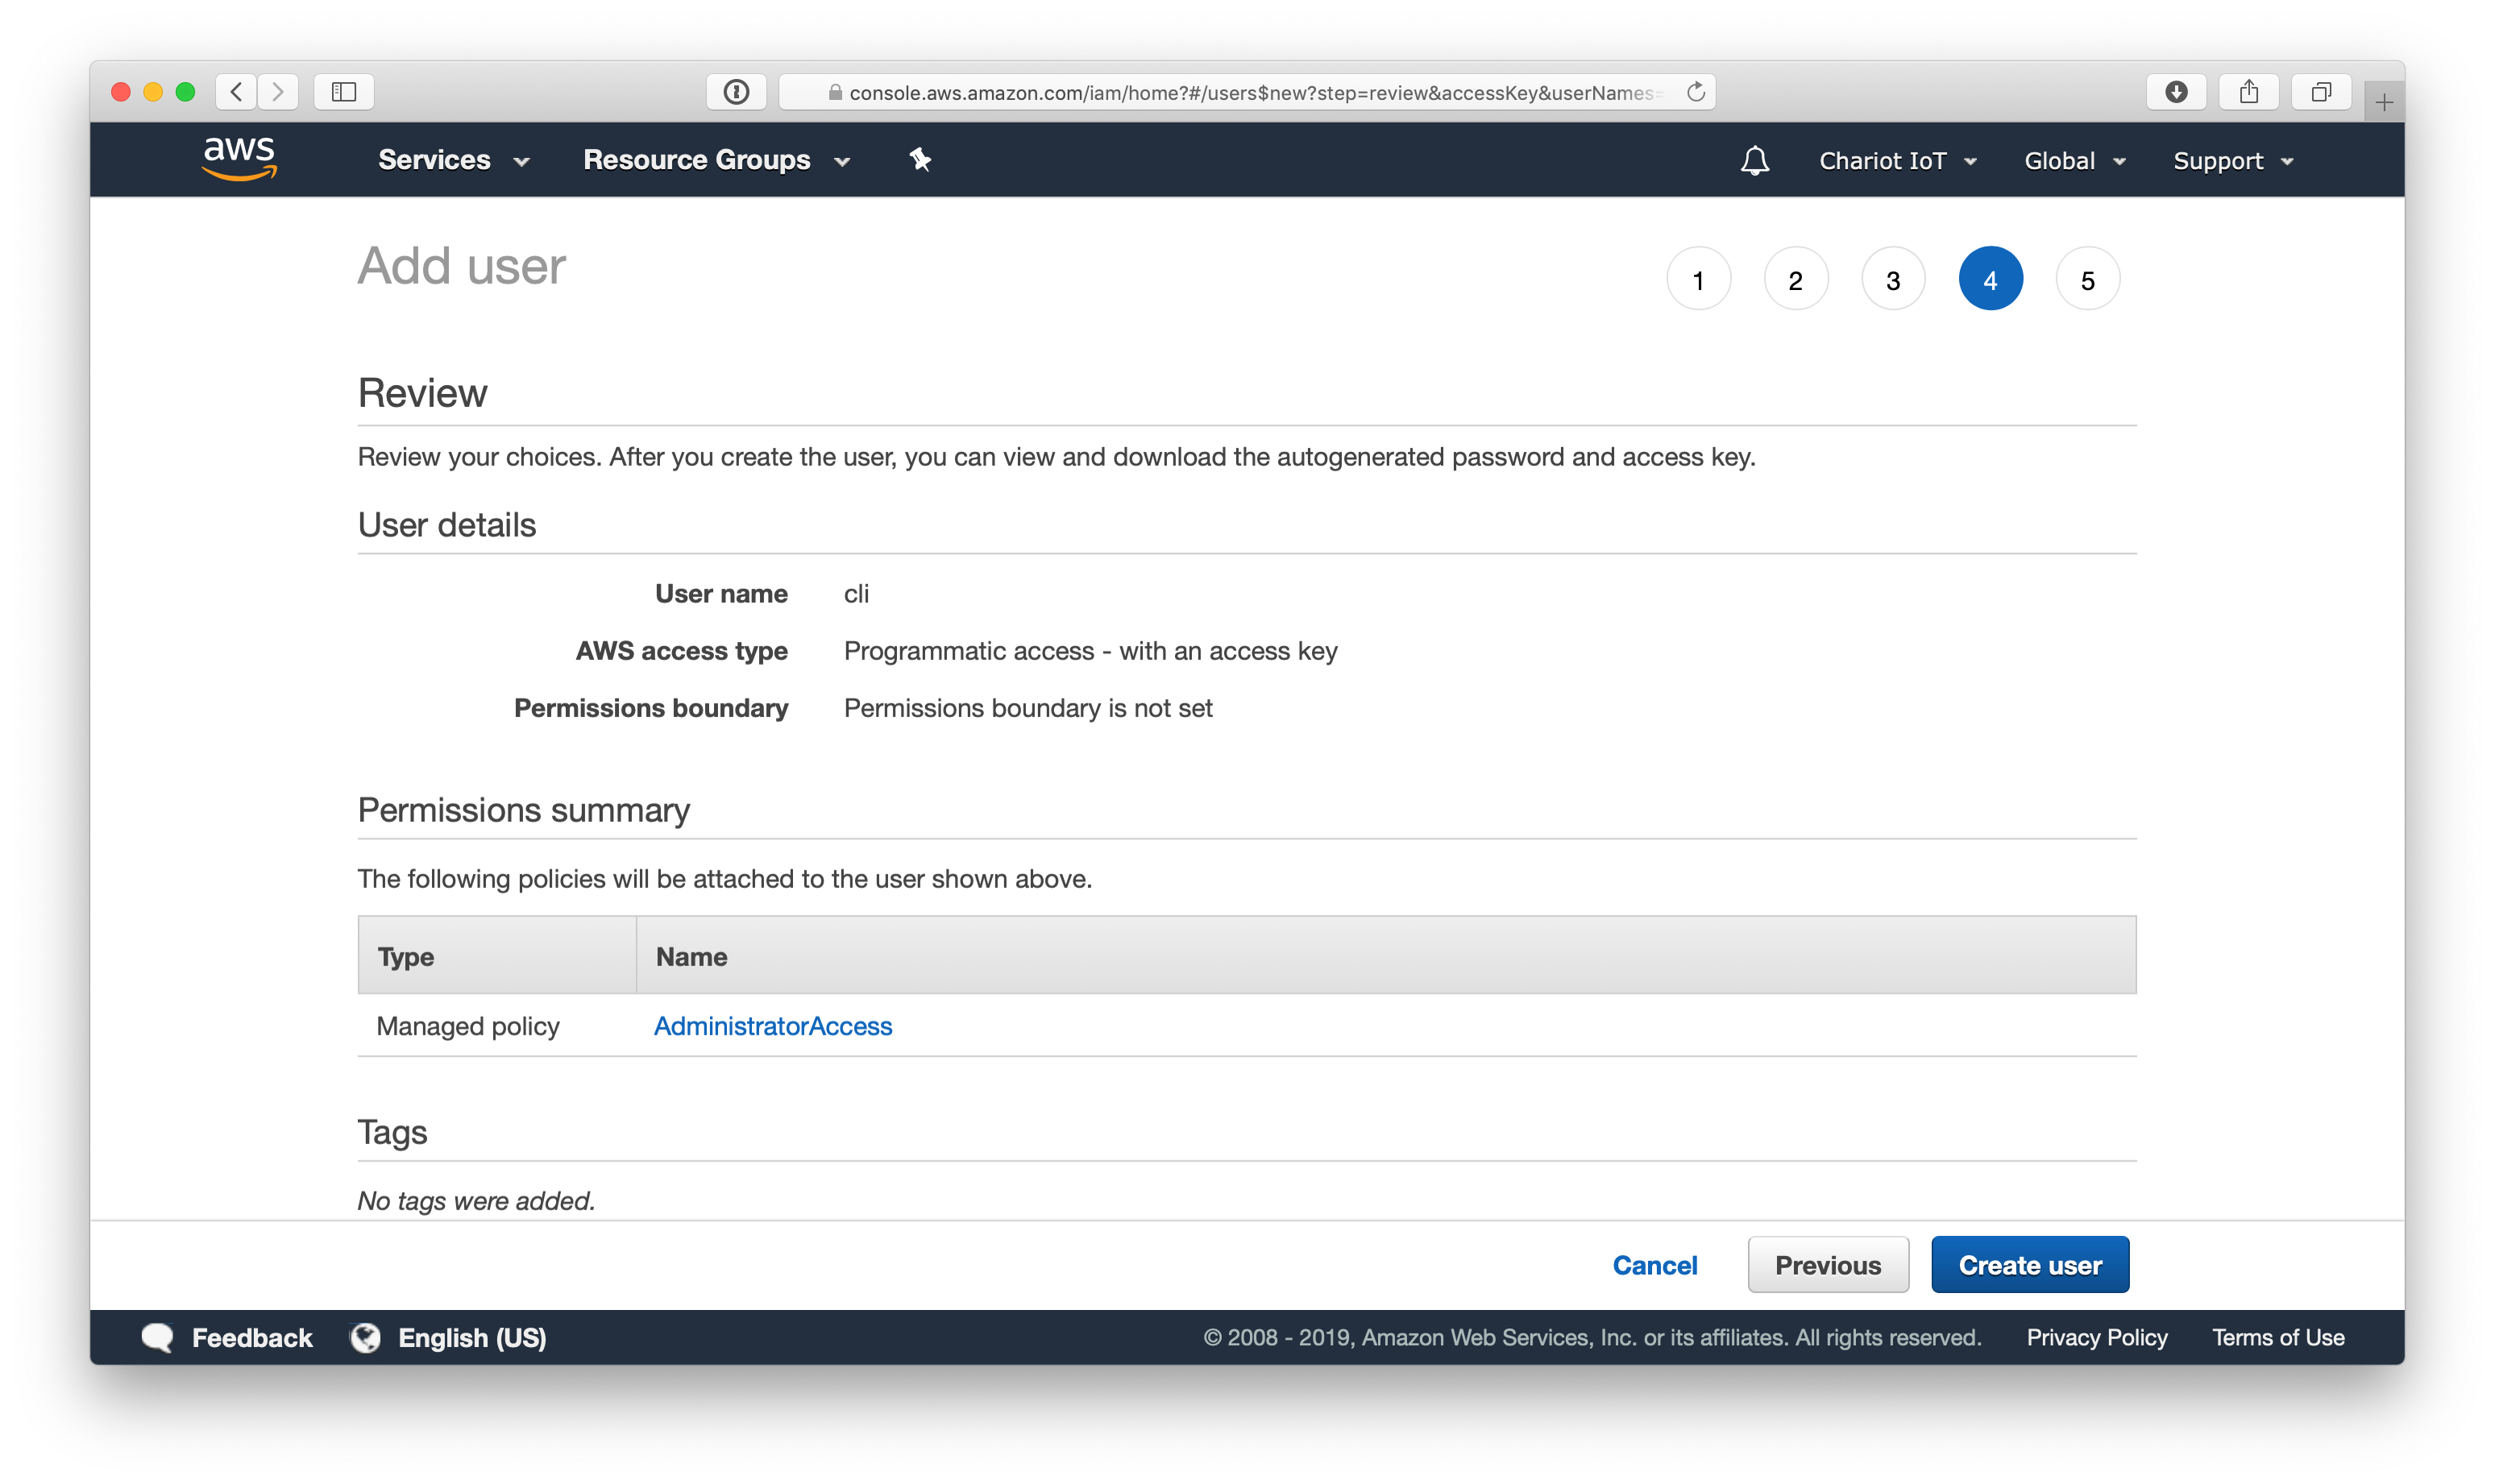 console.aws.amazon.com/iam/home?#/users$new?step=review&accessKey&userNames=
aws Services Resource Groups Chariot IoT Global Support
Add user 1 2 3 4 5
Review
Review your choices. After you create the user, you can view and download the autogenerated password and access key.
User details
User name cli
AWS access type Programmatic access - with an access key
Permissions boundary Permissions boundary is not set
Permissions summary
The following policies will be attached to the user shown above.
Type Name
Managed policy AdministratorAccess
Tags
No tags were added.
Cancel Previous Create user
Feedback English (US) © 2008 - 2019, Amazon Web Services, Inc. or its affiliates. All rights reserved. Privacy Policy Terms of Use